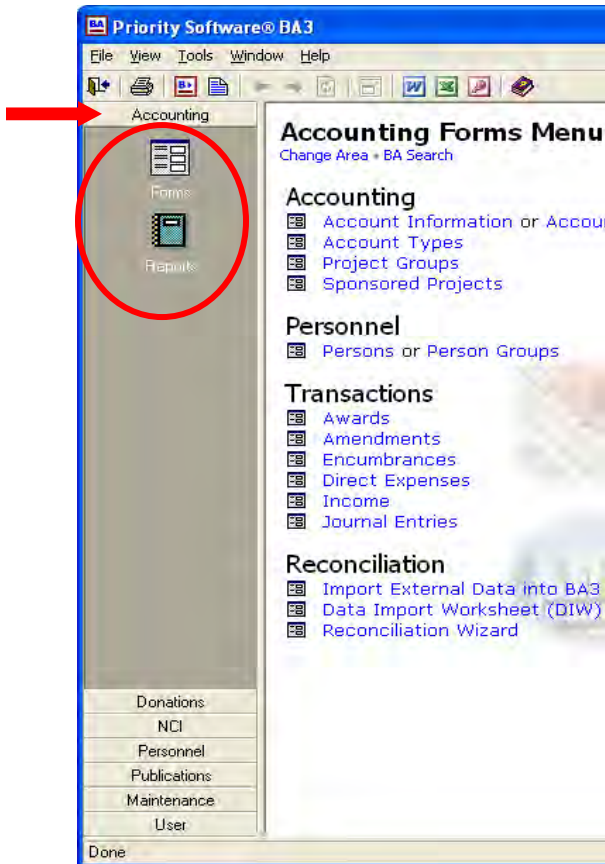 Priority Software® BA3
File View Tools Window Help
Accounting
Forms
Reports
Donations
NCI
Personnel
Publications
Maintenance
User
Accounting Forms Menu
Change Area • BA Search
Accounting
Account Information or Accou
Account Types
Project Groups
Sponsored Projects
Personnel
Persons or Person Groups
Transactions
Awards
Amendments
Encumbrances
Direct Expenses
Income
Journal Entries
Reconciliation
Import External Data into BA3
Data Import Worksheet (DIW)
Reconciliation Wizard
Done